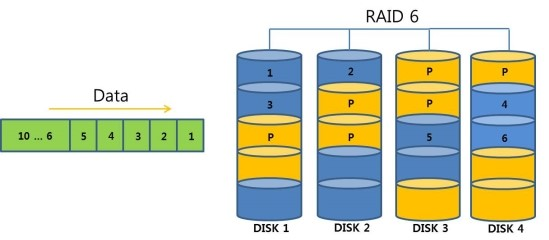 RAID 6
Data
10 ... 6 5 4 3 2 1
1 2 P P
3 P P 4
P P 5 6
DISK 1 DISK 2 DISK 3 DISK 4